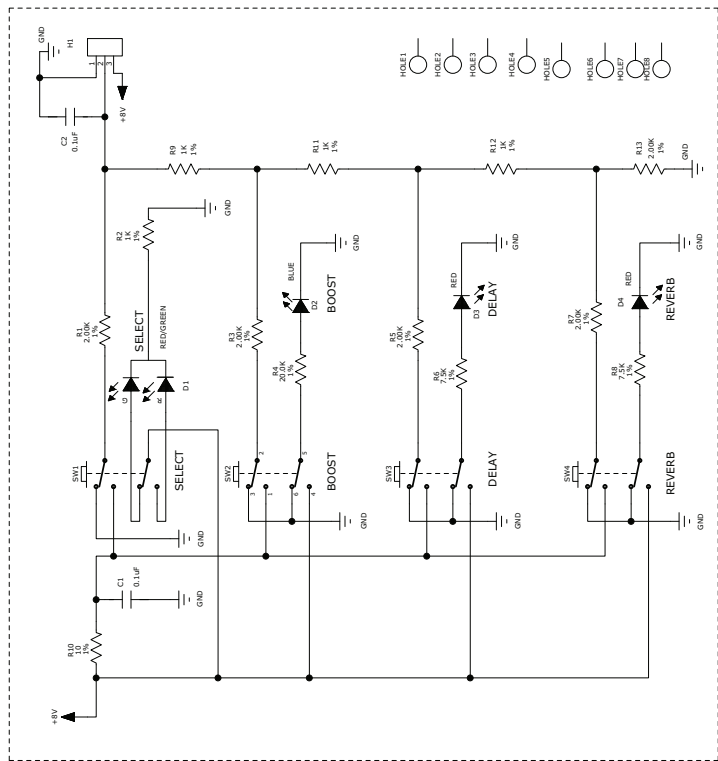 GND
H1
1
2
3
+8V
C2
0.1uF
HOLE1
HOLE2
HOLE3
HOLE4
HOLE5
HOLE6
HOLE7
HOLE8
R9
1K
1%
R11
1K
1%
R12
1K
1%
R13
2.00K
1%
GND
R2
1K
1%
GND
R1
2.00K
1%
SELECT
RED/GREEN
G
R
D1
R3
2.00K
1%
BLUE
D2
BOOST
GND
R4
20.0K
1%
R5
2.00K
1%
RED
D3
DELAY
GND
R6
7.5K
1%
R7
2.00K
1%
RED
D4
REVERB
GND
R8
7.5K
1%
SW1
SELECT
SW2
2
3
1
5
6
4
BOOST
SW3
DELAY
SW4
REVERB
GND
GND
GND
GND
C1
0.1uF
GND
R10
10
1%
+8V